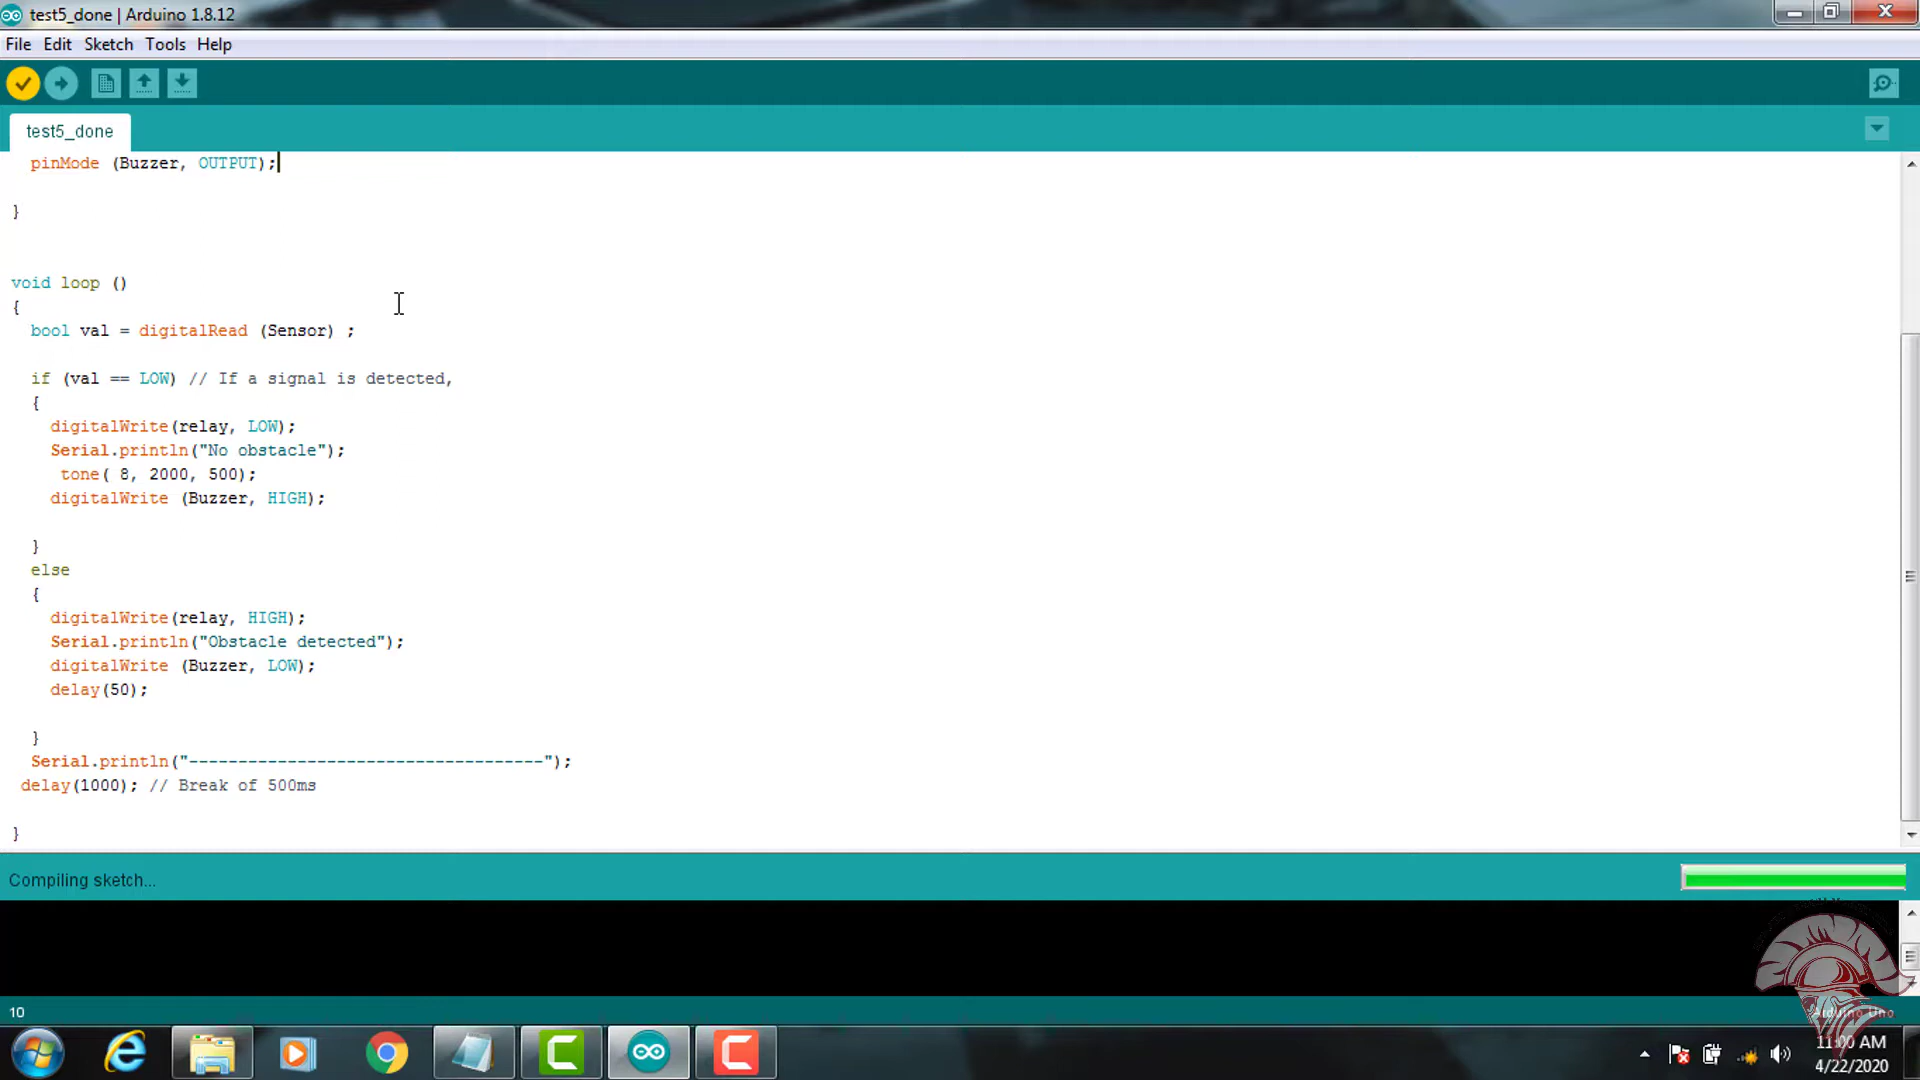 test5_done | Arduino 1.8.12
File Edit Sketch Tools Help
test5_done
pinMode (Buzzer, OUTPUT);
}
void loop ()
{
bool val = digitalRead (Sensor) ;
if (val == LOW) // If a signal is detected,
{
digitalWrite(relay, LOW);
Serial.println("No obstacle");
tone( 8, 2000, 500);
digitalWrite (Buzzer, HIGH);
}
else
{
digitalWrite(relay, HIGH);
Serial.println("Obstacle detected");
digitalWrite (Buzzer, LOW);
delay(50);
}
Serial.println("------------------------------------");
delay(1000); // Break of 500ms
}
Compiling sketch...
10
Arduino Uno
11:00 AM
4/22/2020